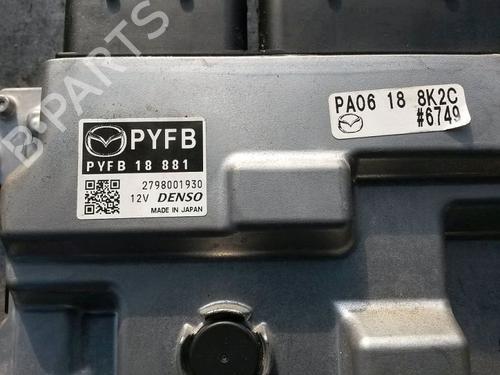 B-PARTS
PYFB
PYFB 18 881
2798001930
12V DENSO
MADE IN JAPAN
PA06 18 8K2C
#6749